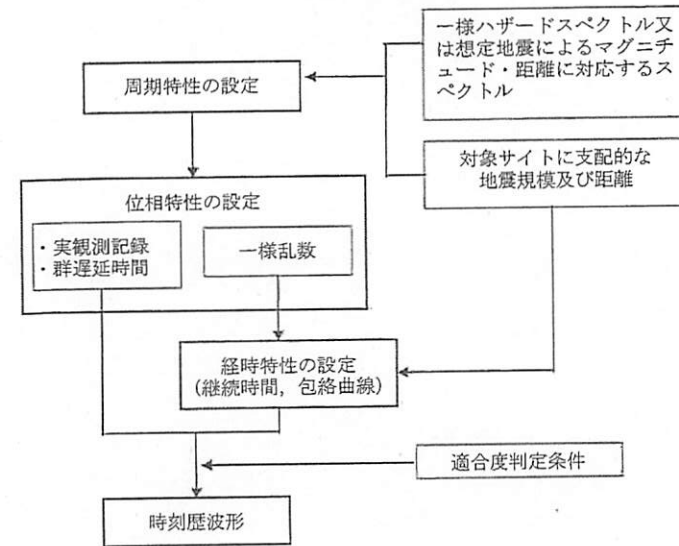 一様ハザードスペクトル又
は想定地震によるマグニ
チュード・距離に対応するス
ペクトル
周期特性の設定
対象サイトに支配的な
地震規模及び距離
位相特性の設定
・実観測記録
・群遅延時間
一様乱数
経時特性の設定
(継続時間，包絡曲線)
適合度判定条件
時刻歴波形